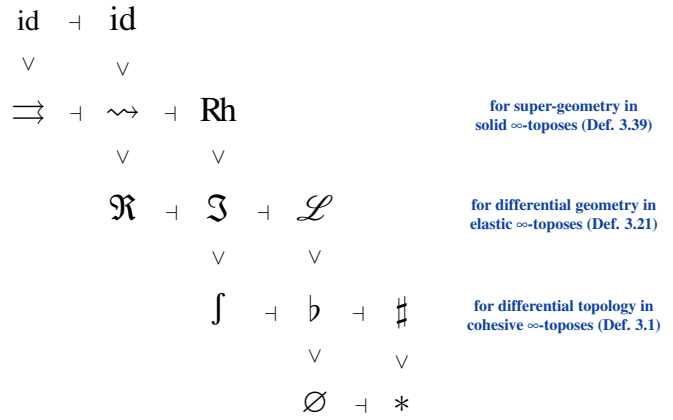 id ⊣ id
∨ ∨
⇉ ⊣ ⇝ ⊣ Rh
for super-geometry in
solid ∞-toposes (Def. 3.39)
∨ ∨
ℜ ⊣ ℑ ⊣ ℒ
for differential geometry in
elastic ∞-toposes (Def. 3.21)
∨ ∨
ʃ ⊣ ♭ ⊣ ♯
for differential topology in
cohesive ∞-toposes (Def. 3.1)
∨ ∨
∅ ⊣ *